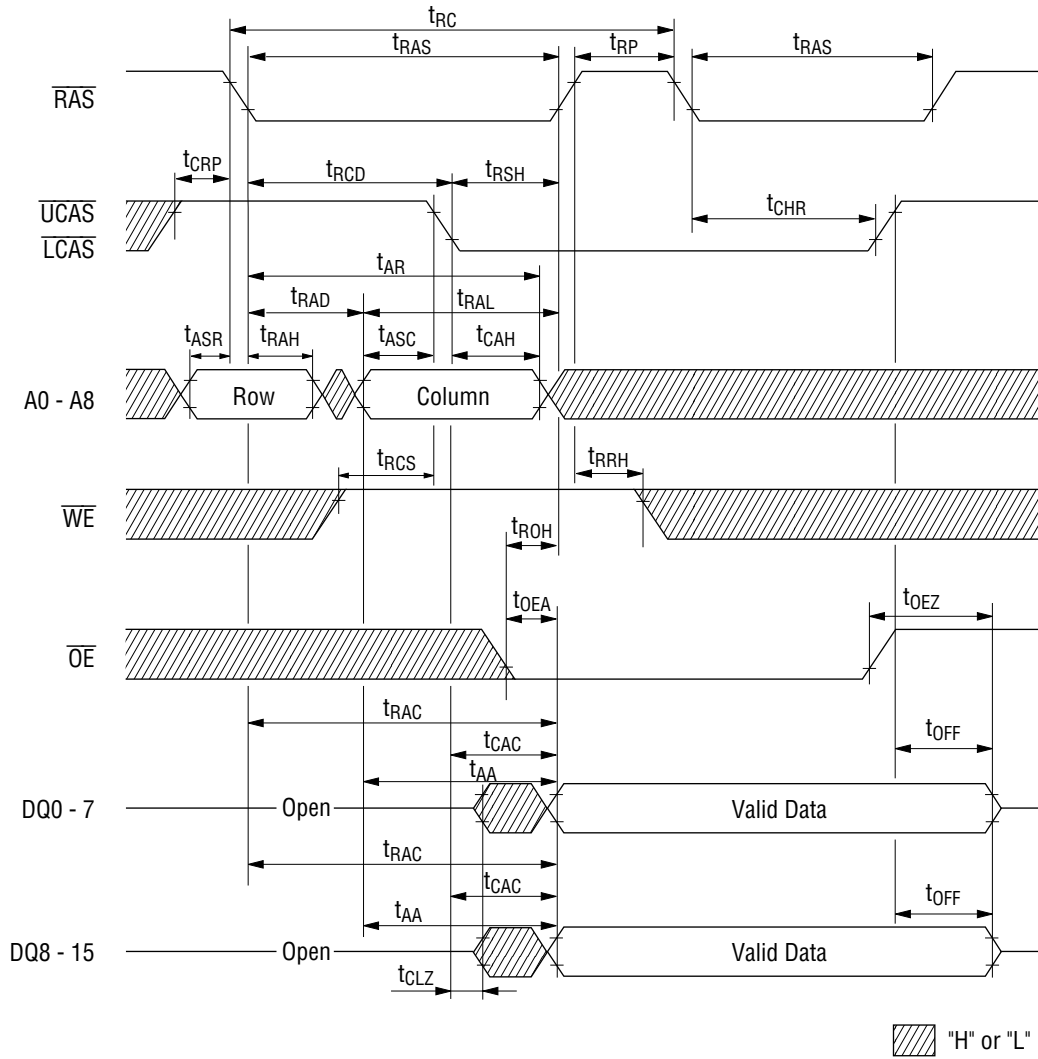 tRC
tRAS tRP tRAS
RAS
tCRP tRCD tRSH
UCAS tCHR
LCAS
tAR
tRAD tRAL
tASR tRAH tASC tCAH
A0 - A8 Row Column
tRCS tRRH
WE
tROH
tOEA tOEZ
OE
tRAC
tCAC tOFF
tAA
DQ0 - 7 Open Valid Data
tRAC
tCAC tOFF
tAA
DQ8 - 15 Open Valid Data
tCLZ
"H" or "L"